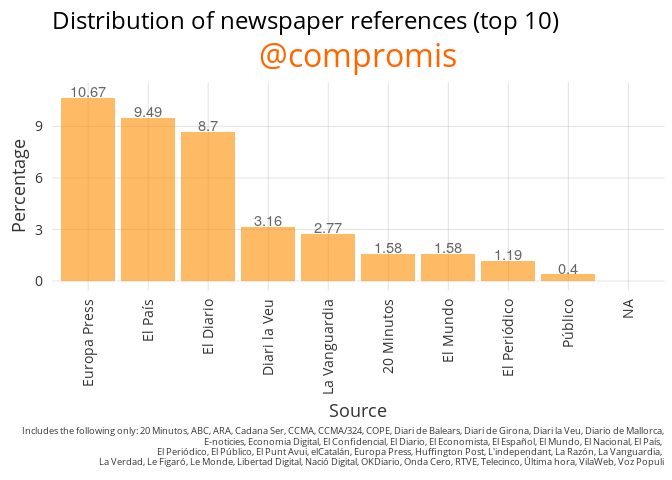 Distribution of newspaper references (top 10)
@compromis
10.67
9.49
8.7
3.16
2.77
1.58
1.58
1.19
0.4
9
6
3
0
Percentage
Europa Press
El País
El Diario
Diari la Veu
La Vanguardia
20 Minutos
El Mundo
El Periódico
Público
NA
Source
Includes the following only: 20 Minutos, ABC, ARA, Cadana Ser, CCMA, CCMA/324, COPE, Diari de Balears, Diari de Girona, Diari la Veu, Diario de Mallorca,
E-noticies, Economia Digital, El Confidencial, El Diario, El Economista, El Español, El Mundo, El Nacional, El País,
El Periódico, El Público, El Punt Avui, elCatalán, Europa Press, Huffington Post, L'independant, La Razón, La Vanguardia,
La Verdad, Le Figaró, Le Monde, Libertad Digital, Nació Digital, OKDiario, Onda Cero, RTVE, Telecinco, Última hora, VilaWeb, Voz Populi